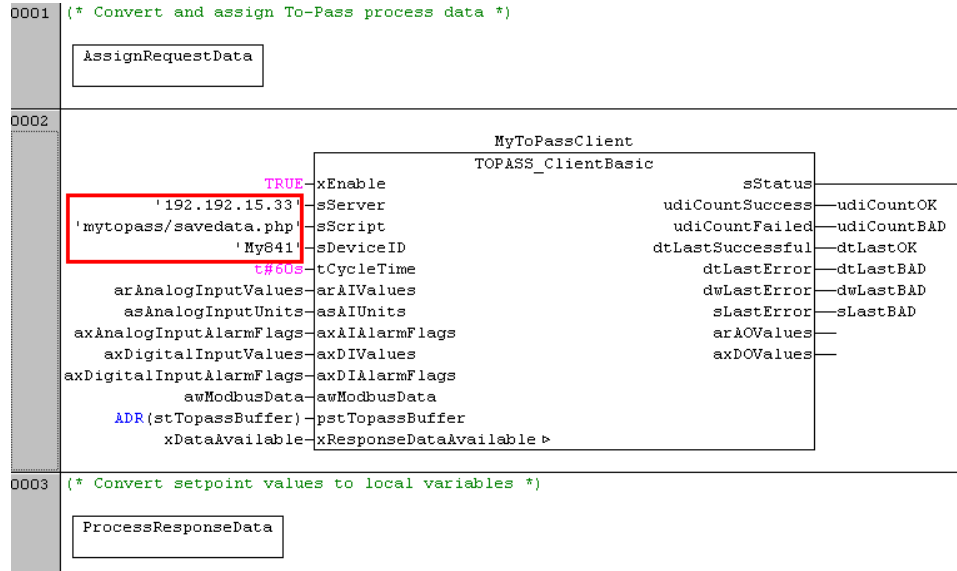 0001 (* Convert and assign To-Pass process data *)
AssignRequestData
0002
MyToPassClient
TOPASS_ClientBasic
TRUE xEnable sStatus
'192.192.15.33' sServer udiCountSuccess udiCountOK
'mytopass/savedata.php' sScript udiCountFailed udiCountBAD
'My841' sDeviceID dtLastSuccessful dtLastOK
t#60s tCycleTime dtLastError dtLastBAD
arAnalogInputValues arAIValues dwLastError dwLastBAD
asAnalogInputUnits asAIUnits sLastError sLastBAD
axAnalogInputAlarmFlags axAIAlarmFlags arAOValues
axDigitalInputValues axDIValues axDOValues
axDigitalInputAlarmFlags axDIAlarmFlags
awModbusData awModbusData
ADR(stTopassBuffer) pstTopassBuffer
xDataAvailable xResponseDataAvailable ▷
0003 (* Convert setpoint values to local variables *)
ProcessResponseData